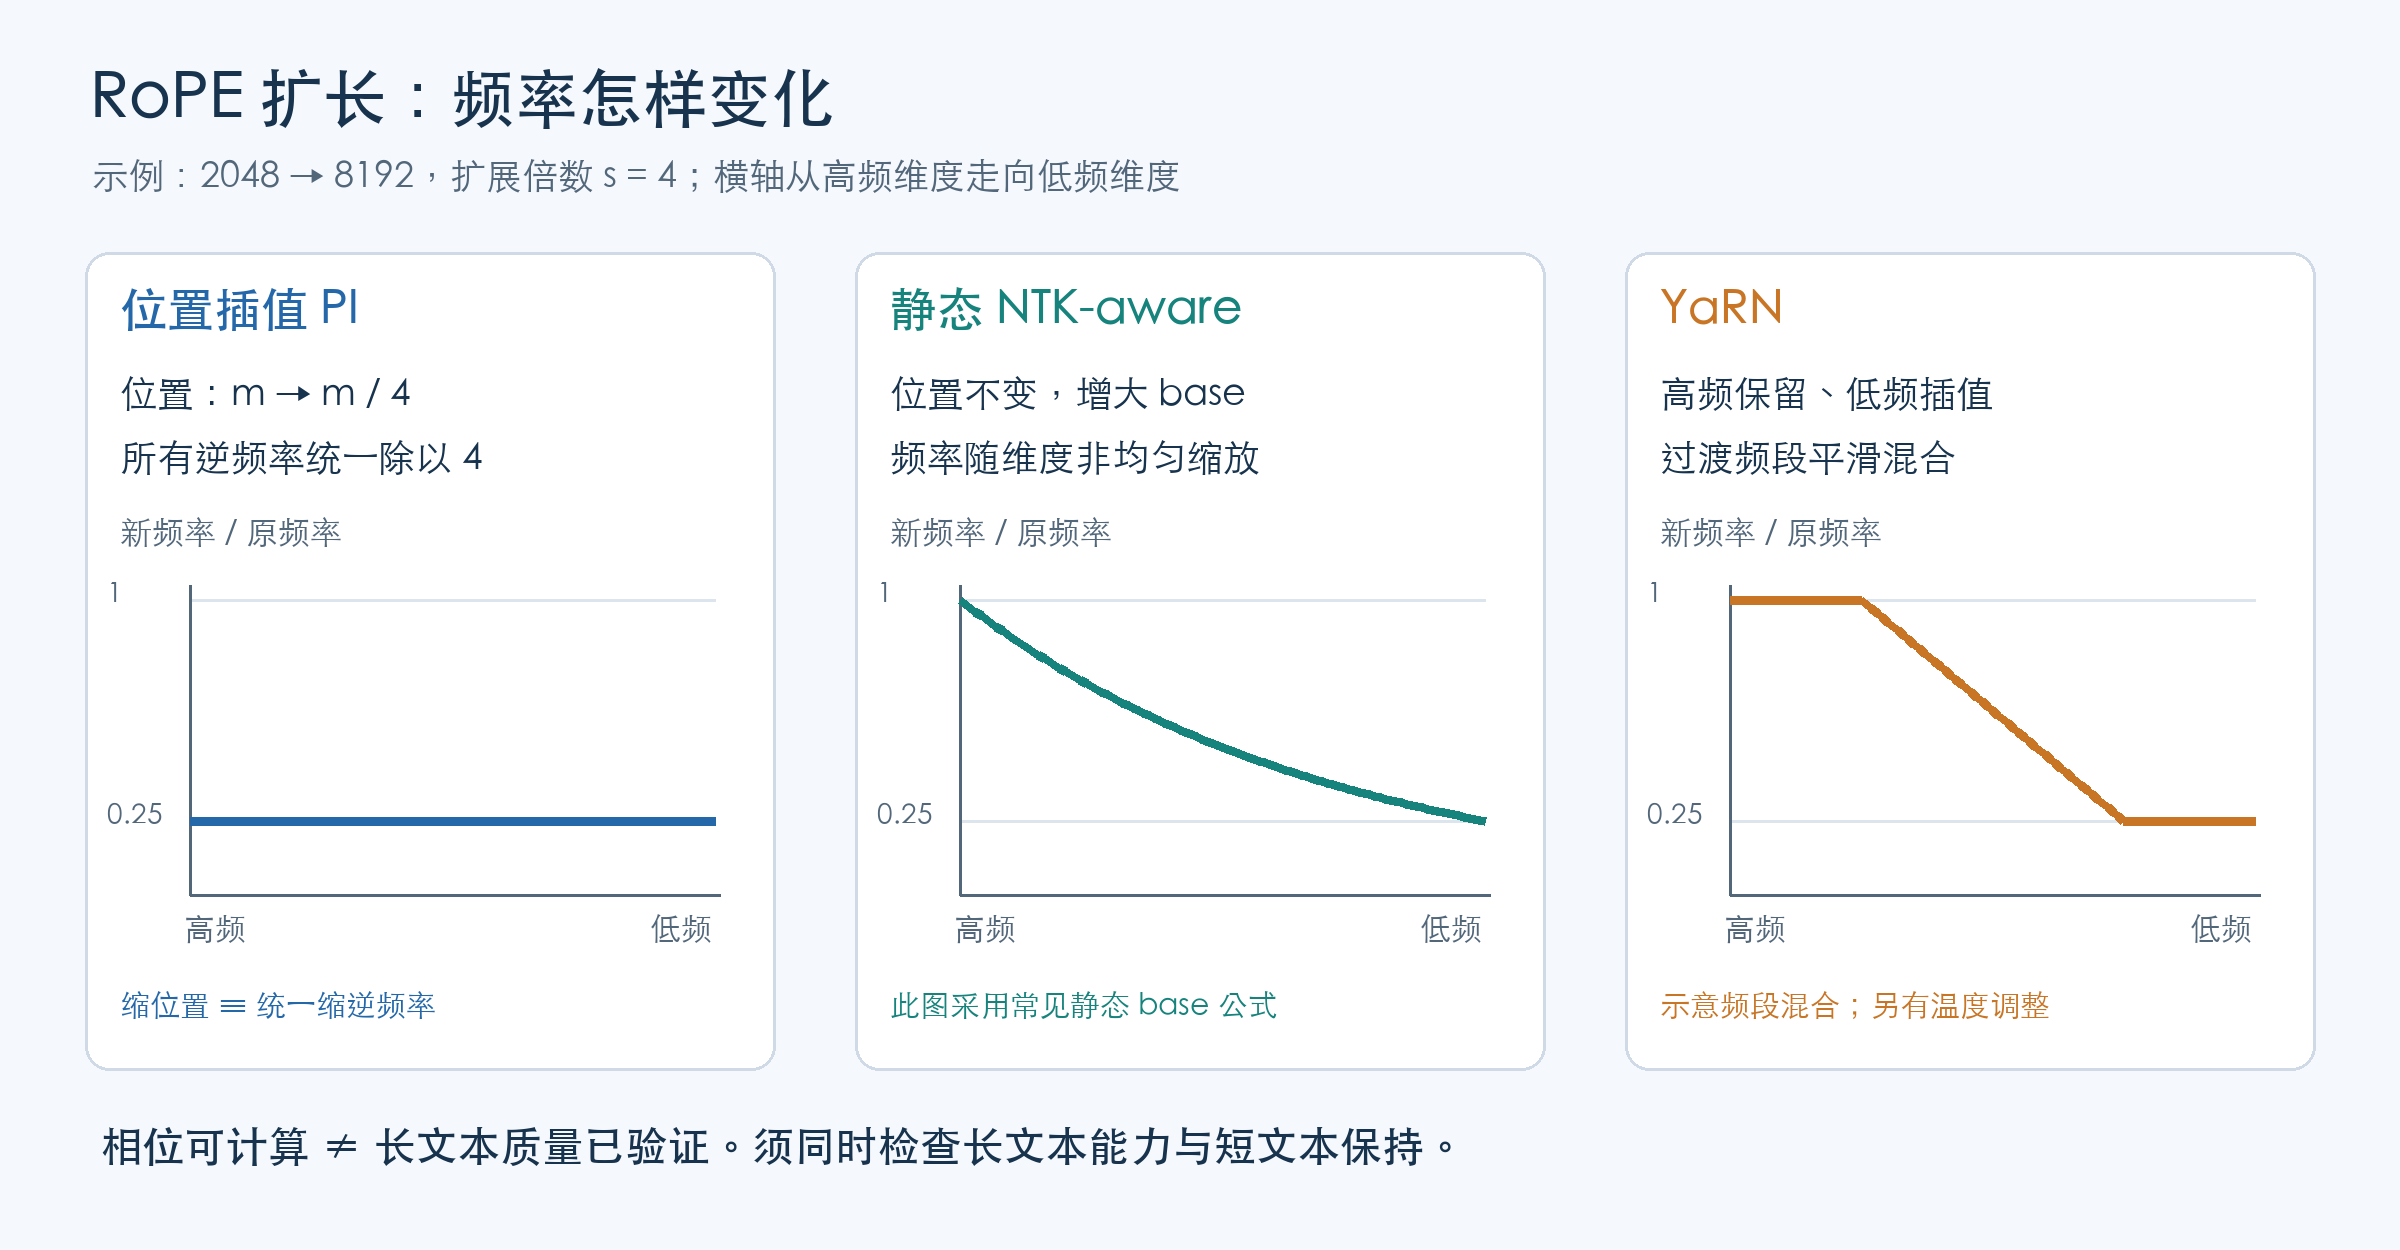 RoPE 扩长：频率怎样变化
示例：2048 → 8192，扩展倍数 s = 4；横轴从高频维度走向低频维度
位置插值 PI
位置：m → m / 4
所有逆频率统一除以 4
新频率 / 原频率
1
0.25
高频
低频
缩位置 ≡ 统一缩逆频率
静态 NTK-aware
位置不变，增大 base
频率随维度非均匀缩放
新频率 / 原频率
1
0.25
高频
低频
此图采用常见静态 base 公式
YaRN
高频保留、低频插值
过渡频段平滑混合
新频率 / 原频率
1
0.25
高频
低频
示意频段混合；另有温度调整
相位可计算 ≠ 长文本质量已验证。须同时检查长文本能力与短文本保持。